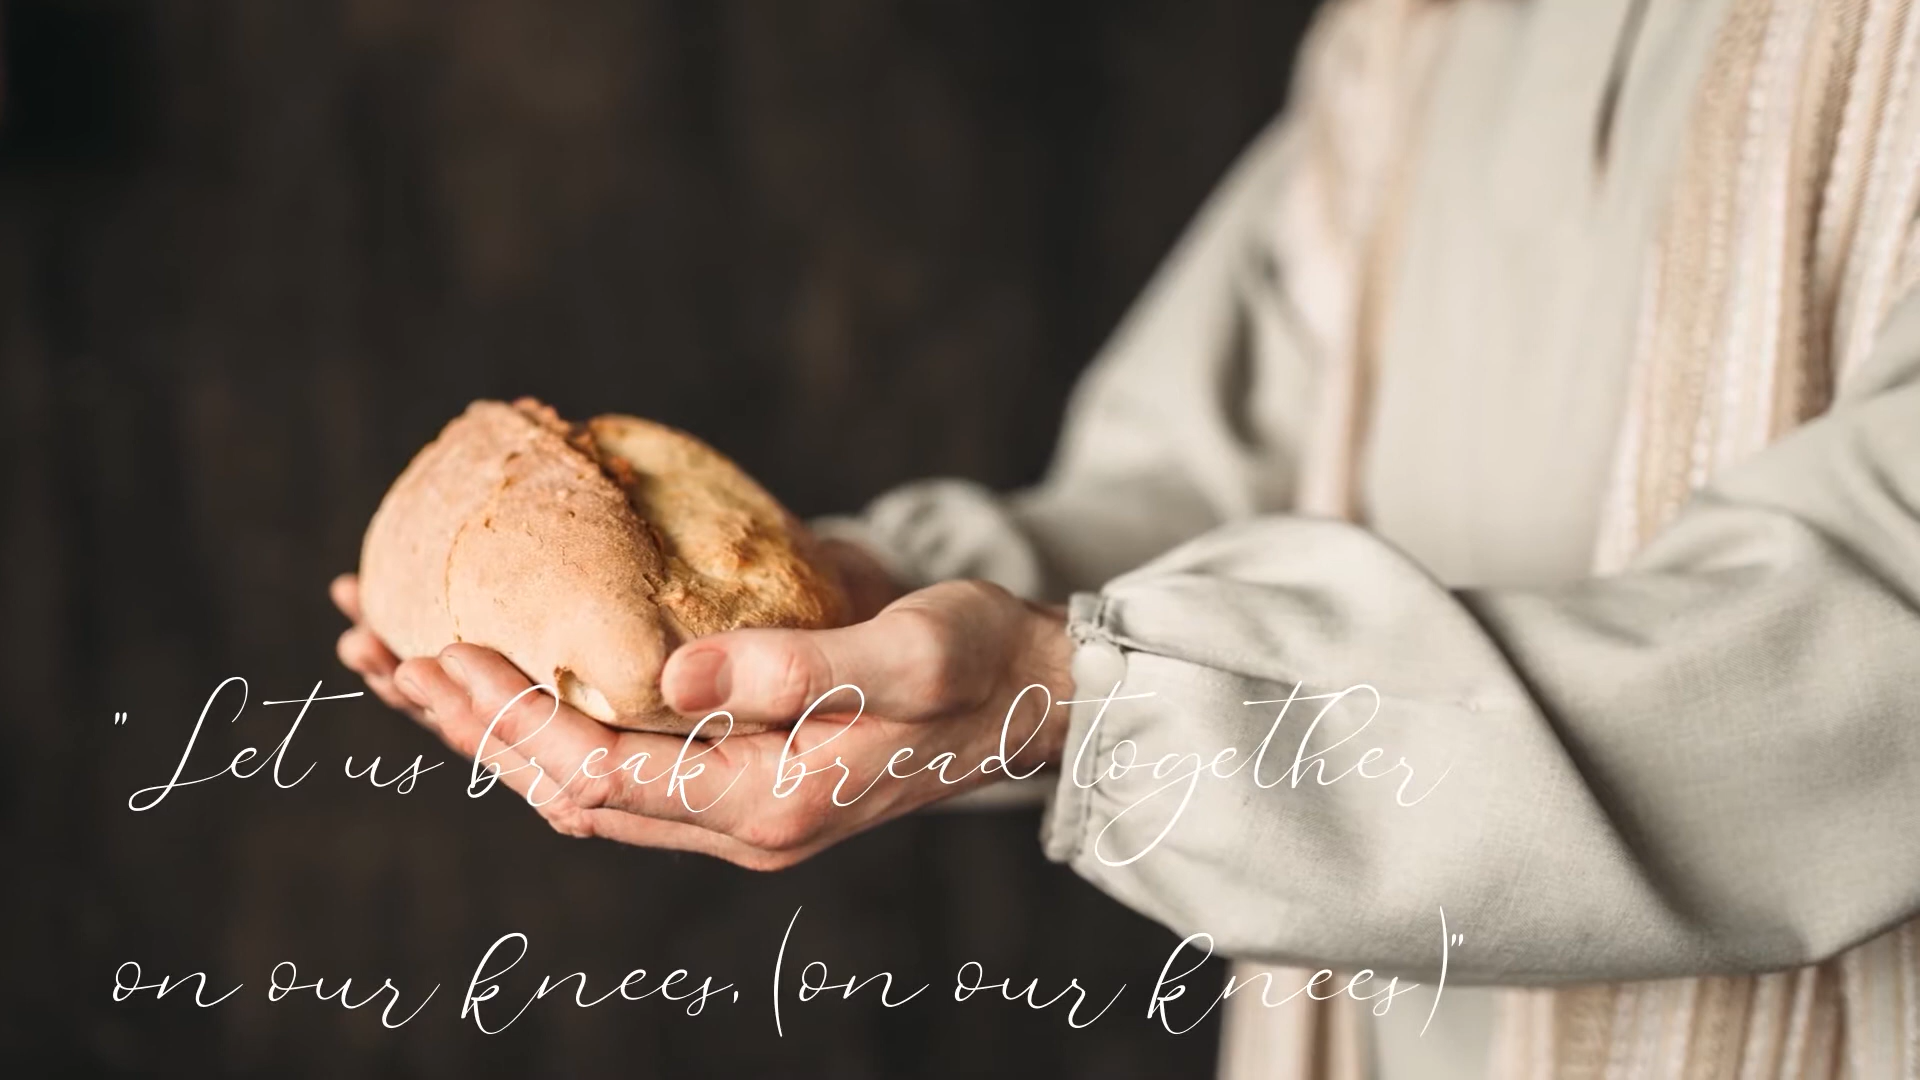 "Let us break bread together
on our knees, (on our knees)"